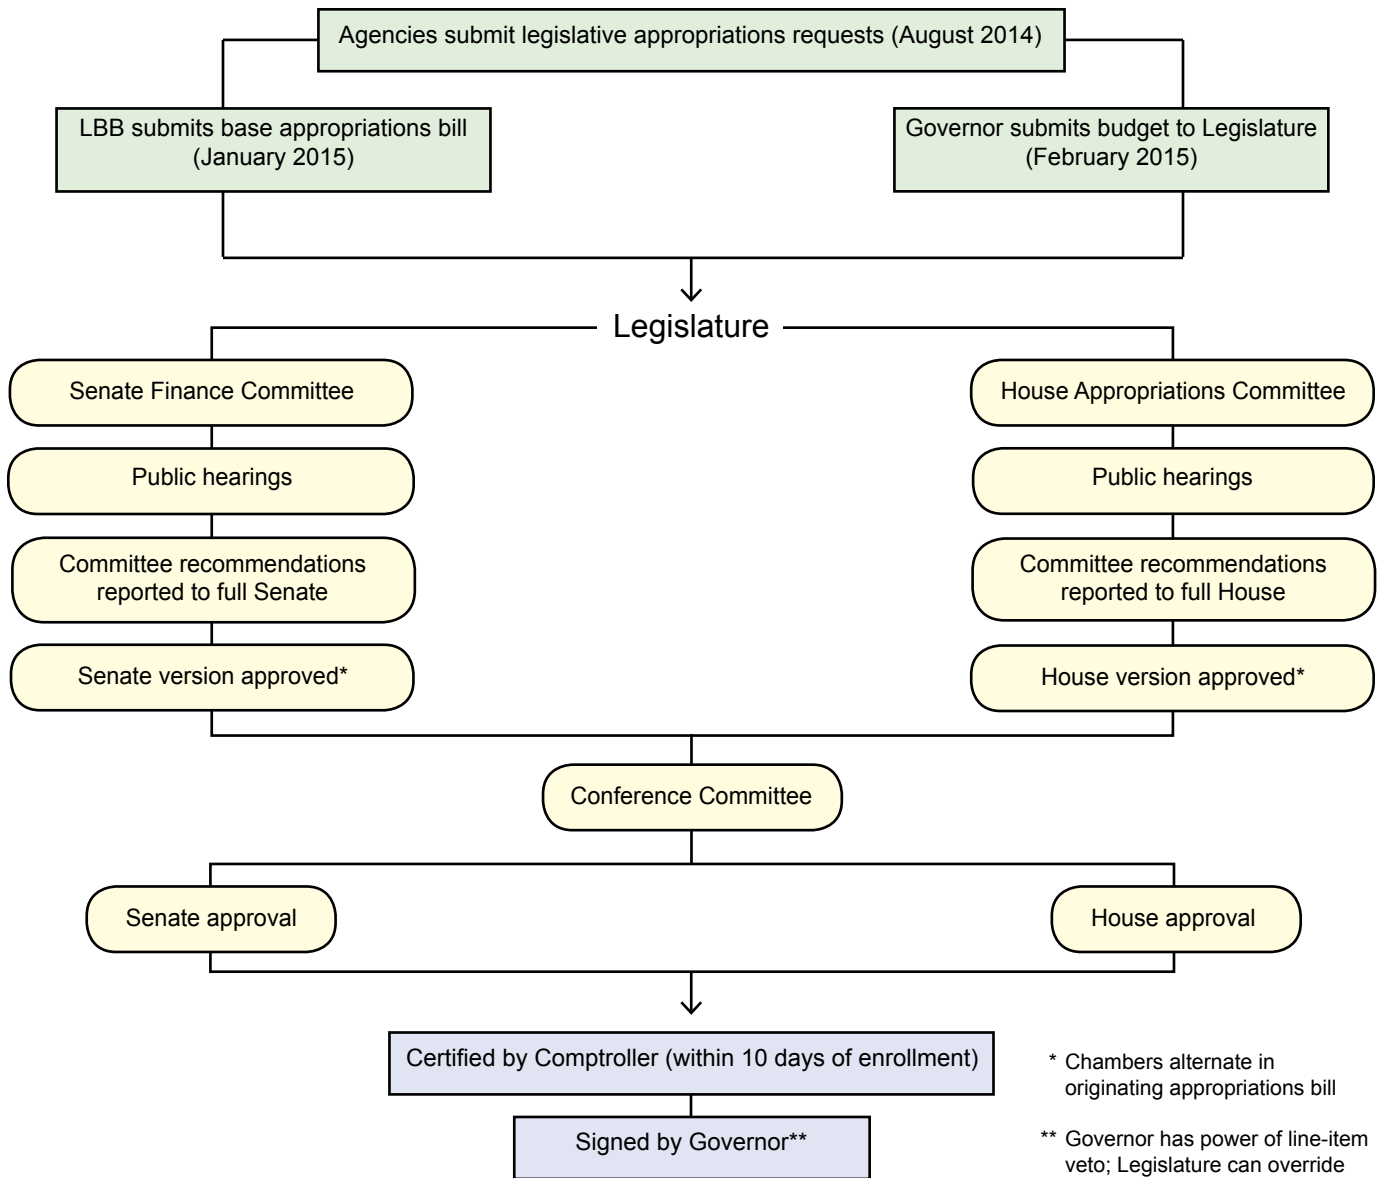 Agencies submit legislative appropriations requests (August 2014)
LBB submits base appropriations bill
(January 2015)
Governor submits budget to Legislature
(February 2015)
Legislature
Senate Finance Committee
House Appropriations Committee
Public hearings
Public hearings
Committee recommendations
reported to full Senate
Committee recommendations
reported to full House
Senate version approved*
House version approved*
Conference Committee
Senate approval
House approval
Certified by Comptroller (within 10 days of enrollment)
Signed by Governor**
* Chambers alternate in
originating appropriations bill
** Governor has power of line-item
veto; Legislature can override